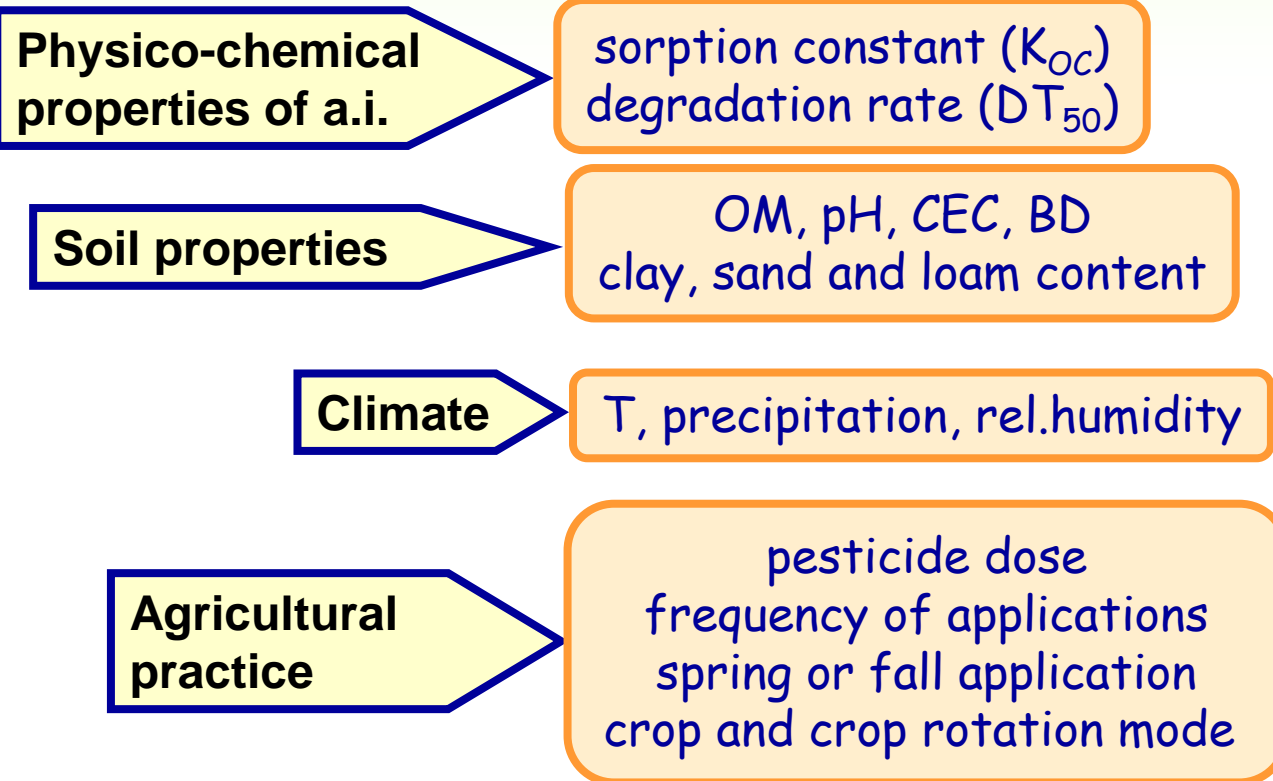 Physico-chemical
properties of a.i.
sorption constant (K_OC)
degradation rate (DT_50)
Soil properties
OM, pH, CEC, BD
clay, sand and loam content
Climate
T, precipitation, rel.humidity
Agricultural
practice
pesticide dose
frequency of applications
spring or fall application
crop and crop rotation mode